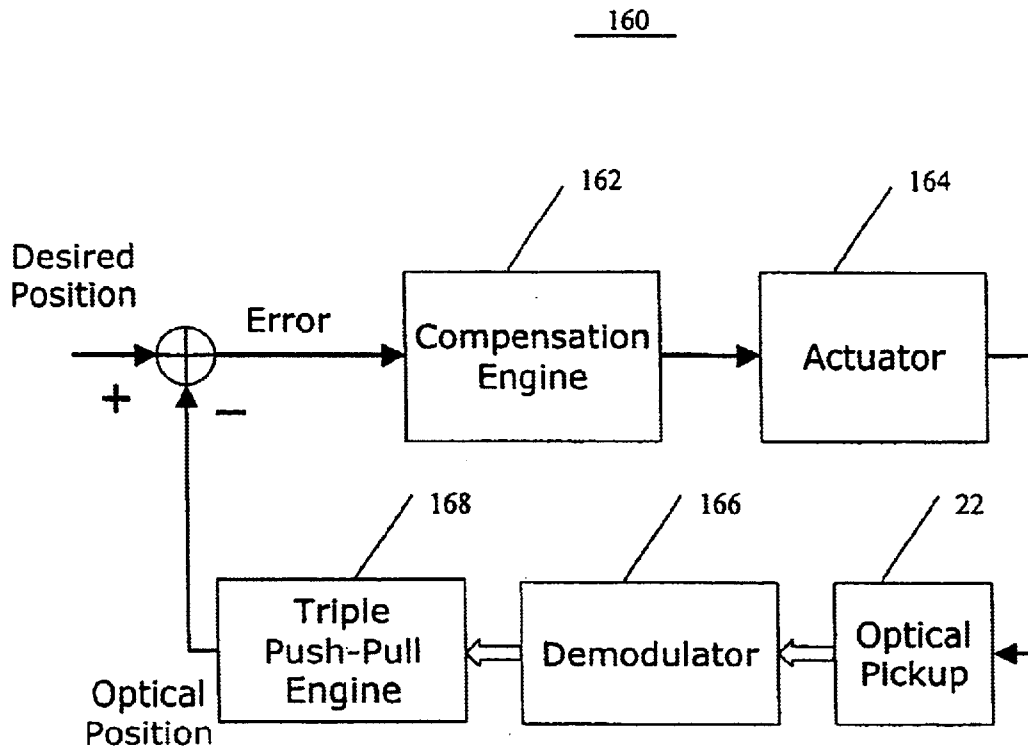 160
162
164
Desired
Position
Error
+
−
Compensation
Engine
Actuator
168
166
22
Triple
Push-Pull
Engine
Demodulator
Optical
Pickup
Optical
Position